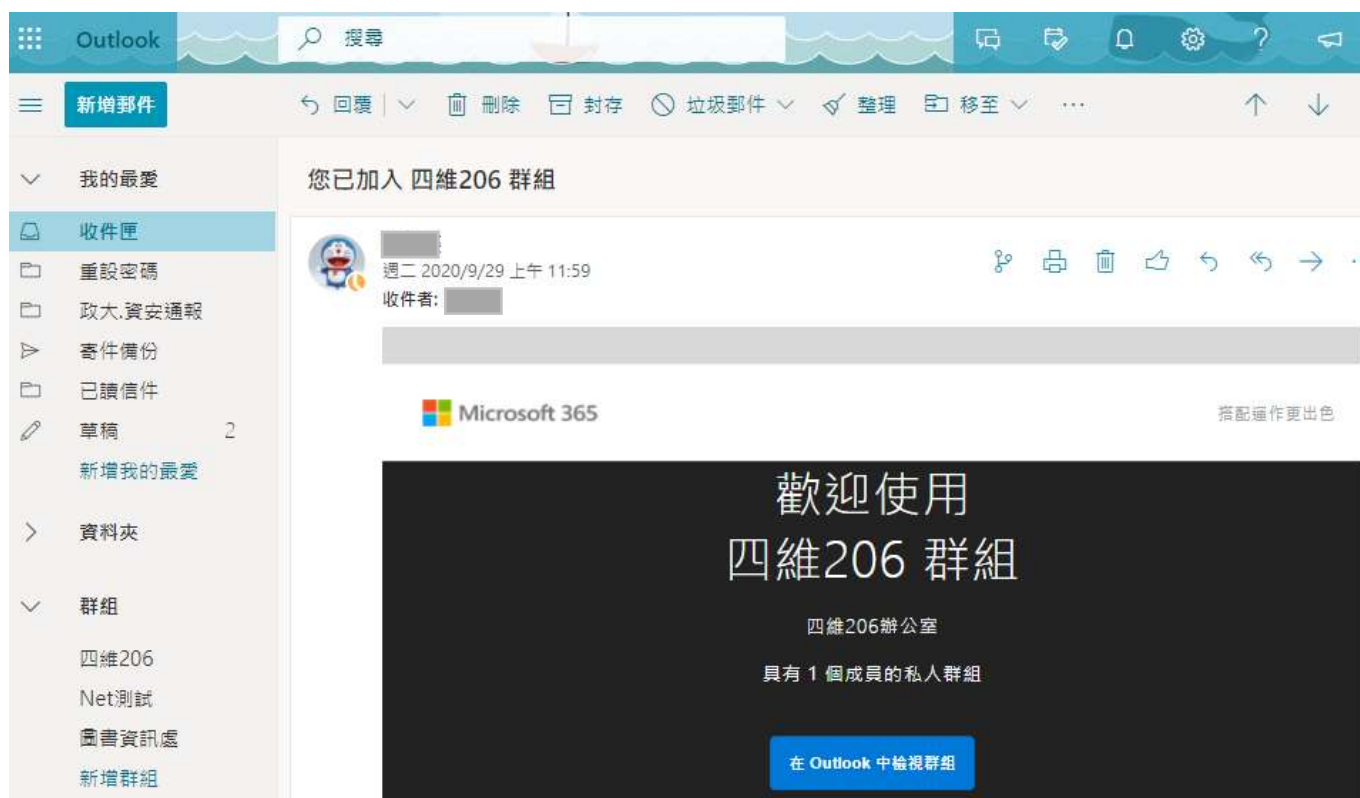 Outlook
搜尋
?
新增郵件
回覆 刪除 封存 垃圾郵件 整理 移至 ...
我的最愛
收件匣
重設密碼
政大.資安通報
寄件備份
已讀信件
草稿 2
新增我的最愛
資料夾
群組
四維206
Net測試
圖書資訊處
新增群組
您已加入 四維206 群組
週二 2020/9/29 上午 11:59
收件者:
Microsoft 365
搭配運作更出色
歡迎使用
四維206 群組
四維206辦公室
具有 1 個成員的私人群組
在 Outlook 中檢視群組